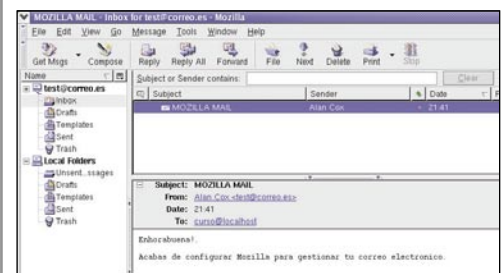 MOZILLA MAIL - Inbox for test@correo.es - Mozilla
File Edit View Go Message Tools Window Help
Get Msgs Compose Reply Reply All Forward File Next Delete Print Stop
Name Subject or Sender contains: Clear
test@correo.es Subject Sender Date
Inbox MOZILLA MAIL Alan Cox 21:41
Drafts
Templates
Sent
Trash
Local Folders
Unsent...ssages
Drafts Subject: MOZILLA MAIL
Templates From: Alan Cox <test@correo.es>
Sent Date: 21:41
Trash To: curso@localhost
Enhorabuena!.
Acabas de configurar Mozilla para gestionar tu correo electronico.